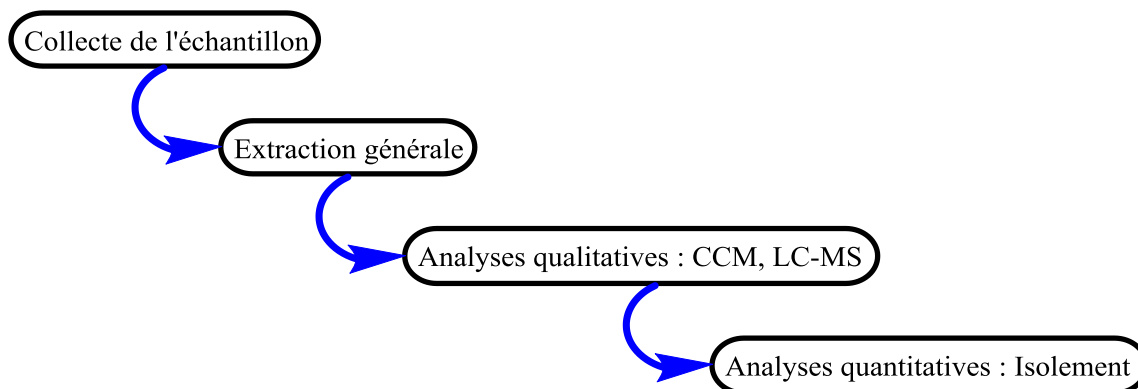 Collecte de l'échantillon
Extraction générale
Analyses qualitatives : CCM, LC-MS
Analyses quantitatives : Isolement